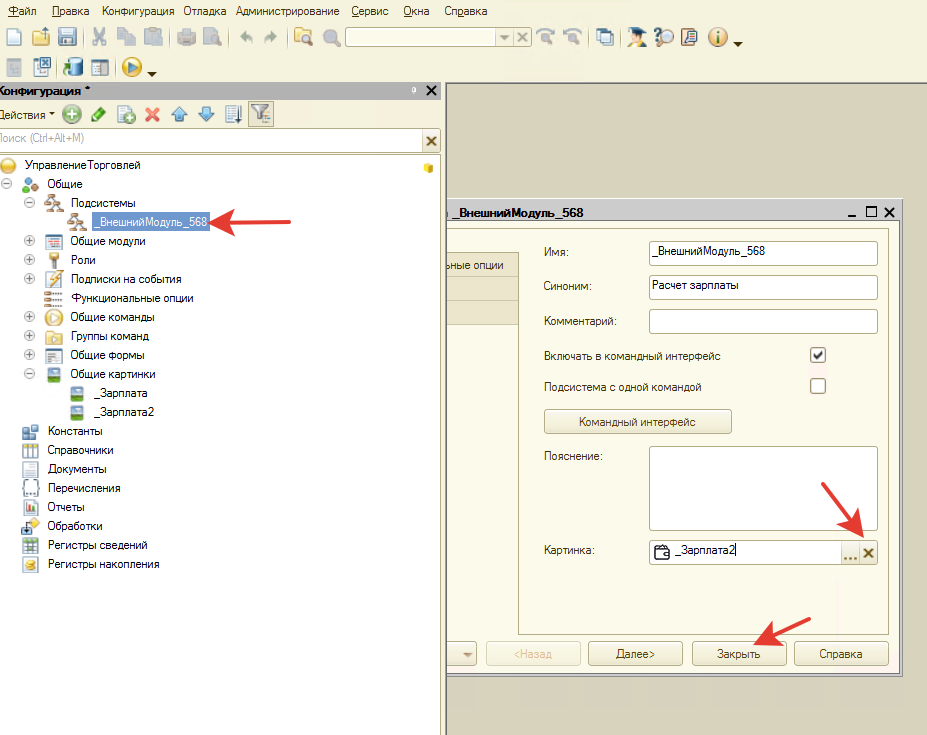 Файл Правка Конфигурация Отладка Администрирование Сервис Окна Справка
Конфигурация *
Действия
Поиск (Ctrl+Alt+M)
УправлениеТорговлей
Общие
Подсистемы
_ВнешнийМодуль_568
Общие модули
Роли
Подписки на события
Функциональные опции
Общие команды
Группы команд
Общие формы
Общие картинки
_Зарплата
_Зарплата2
Константы
Справочники
Документы
Перечисления
Отчеты
Обработки
Регистры сведений
Регистры накопления
_ВнешнийМодуль_568
ьные опции
Имя: _ВнешнийМодуль_568
Синоним: Расчет зарплаты
Комментарий:
Включать в командный интерфейс
Подсистема с одной командой
Командный интерфейс
Пояснение:
Картинка: _Зарплата2 ...
<Назад Далее> Закрыть Справка